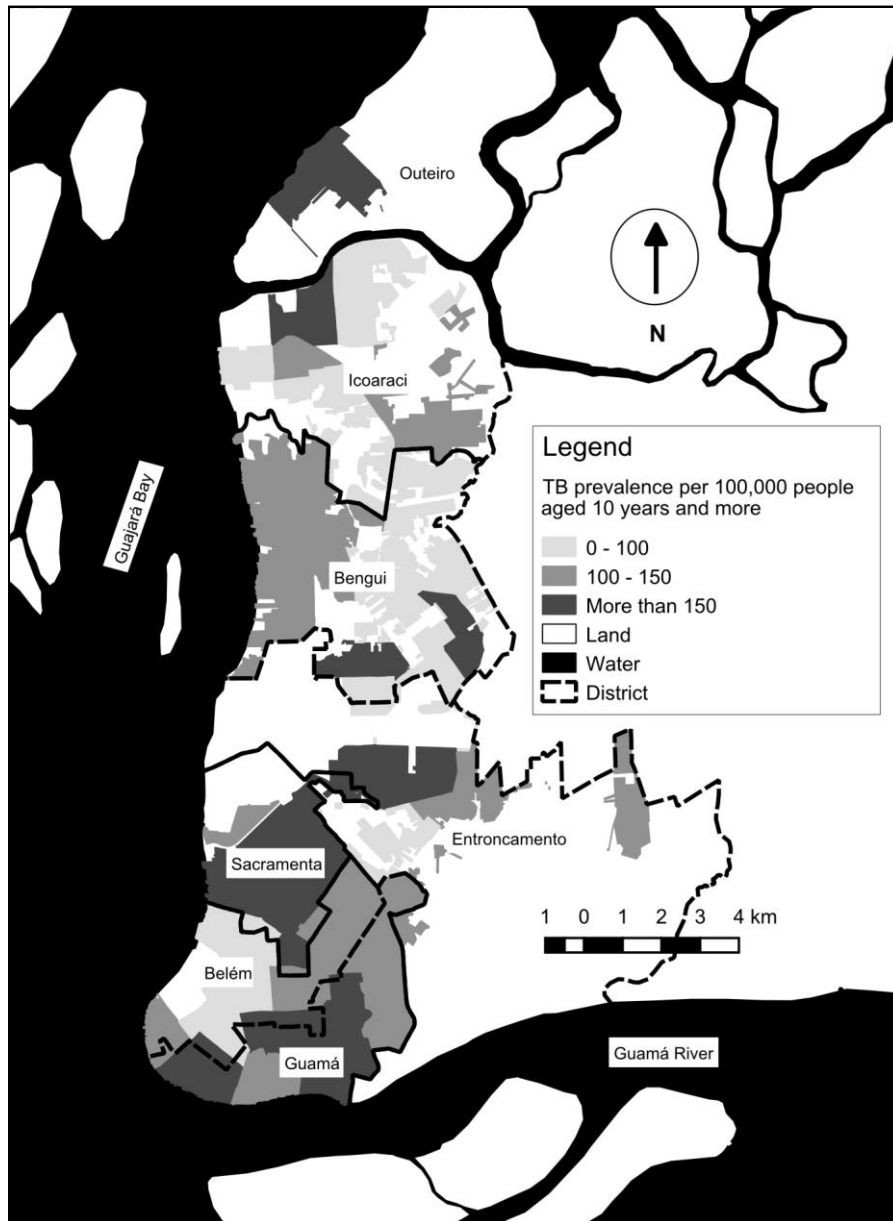 Outeiro
N
Icoaraci
Guajará Bay
Bengui
Legend
TB prevalence per 100,000 people
aged 10 years and more
0 - 100
100 - 150
More than 150
Land
Water
District
Entroncamento
Sacramenta
1 0 1 2 3 4 km
Belém
Guamá
Guamá River